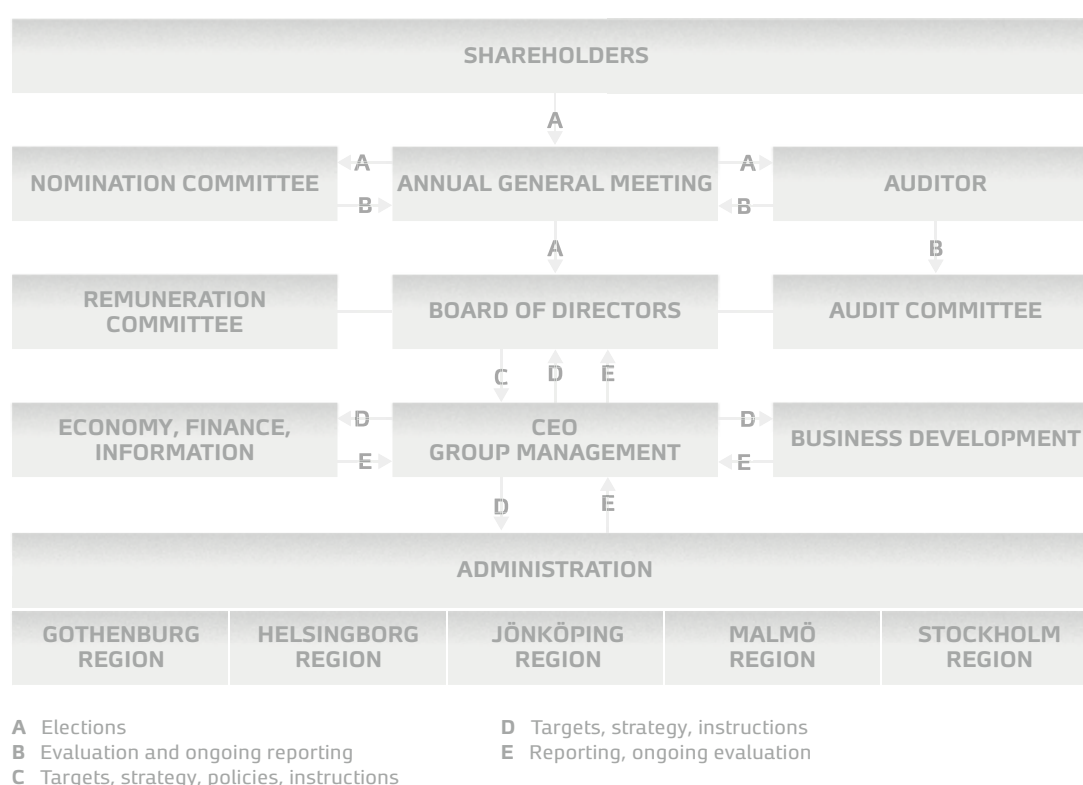 SHAREHOLDERS
A
A
A
NOMINATION COMMITTEE
ANNUAL GENERAL MEETING
AUDITOR
B
B
A
B
REMUNERATION
COMMITTEE
BOARD OF DIRECTORS
AUDIT COMMITTEE
C
D
E
D
D
ECONOMY, FINANCE,
INFORMATION
CEO
GROUP MANAGEMENT
BUSINESS DEVELOPMENT
E
E
D
E
ADMINISTRATION
GOTHENBURG
REGION
HELSINGBORG
REGION
JÖNKÖPING
REGION
MALMÖ
REGION
STOCKHOLM
REGION
A Elections
B Evaluation and ongoing reporting
C Targets, strategy, policies, instructions
D Targets, strategy, instructions
E Reporting, ongoing evaluation